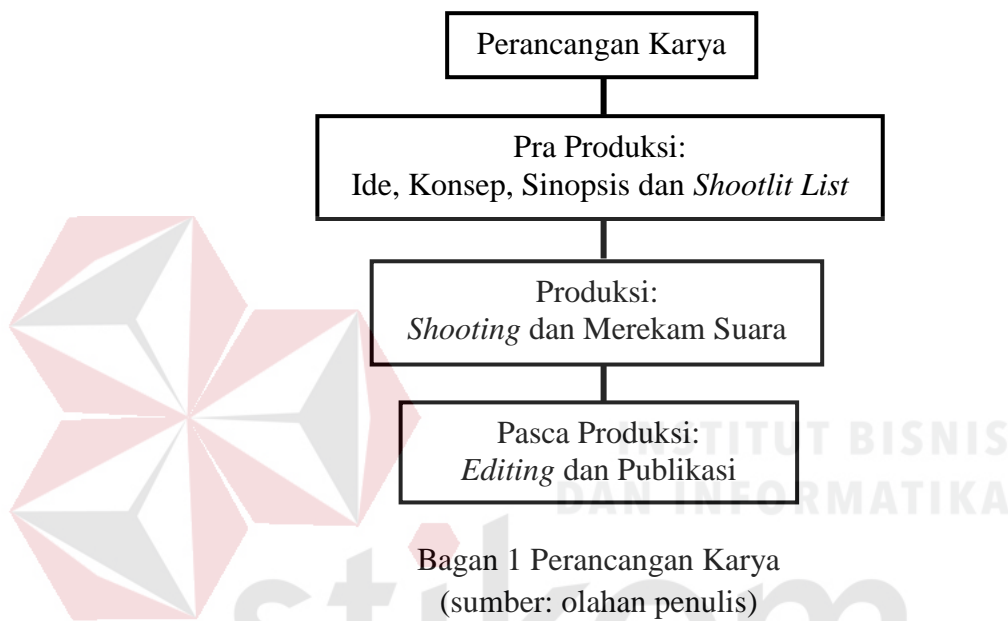 Perancangan Karya
Pra Produksi:
Ide, Konsep, Sinopsis dan Shootlit List
Produksi:
Shooting dan Merekam Suara
Pasca Produksi:
Editing dan Publikasi
INSTITUT BISNIS
DAN INFORMATIKA
stikom
Bagan 1 Perancangan Karya
(sumber: olahan penulis)